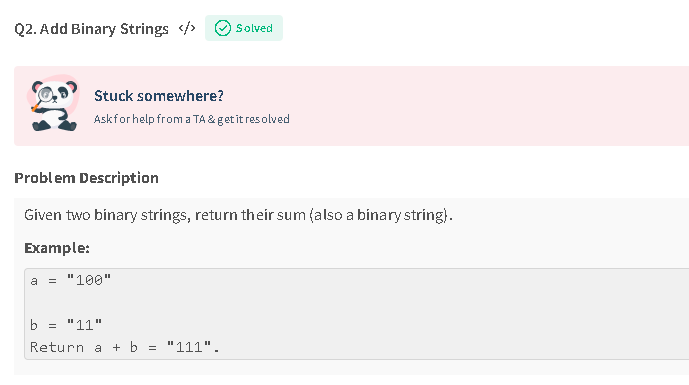 Q2. Add Binary Strings </> Solved
Stuck somewhere?
Ask for help from a TA & get it resolved
Problem Description
Given two binary strings, return their sum (also a binary string).
Example:
a = "100"
b = "11"
Return a + b = "111".